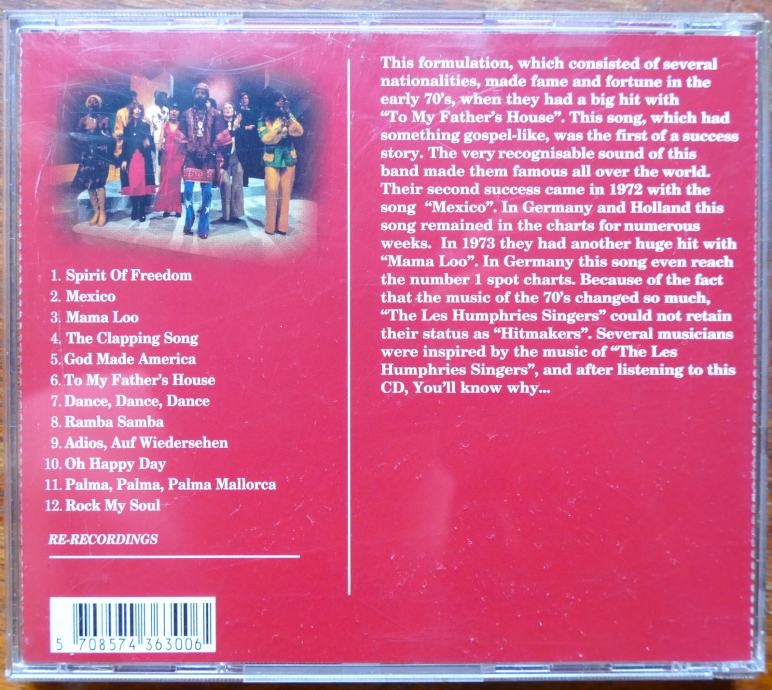 1. Spirit Of Freedom
2. Mexico
3. Mama Loo
4. The Clapping Song
5. God Made America
6. To My Father's House
7. Dance, Dance, Dance
8. Ramba Samba
9. Adios, Auf Wiedersehen
10. Oh Happy Day
11. Palma, Palma, Palma Mallorca
12. Rock My Soul
RE-RECORDINGS
5 708574 363006
This formulation, which consisted of several
nationalities, made fame and fortune in the
early 70's, when they had a big hit with
"To My Father's House". This song, which had
something gospel-like, was the first of a success
story. The very recognisable sound of this
band made them famous all over the world.
Their second success came in 1972 with the
song "Mexico". In Germany and Holland this
song remained in the charts for numerous
weeks. In 1973 they had another huge hit with
"Mama Loo". In Germany this song even reach
the number 1 spot charts. Because of the fact
that the music of the 70's changed so much,
"The Les Humphries Singers" could not retain
their status as "Hitmakers". Several musicians
were inspired by the music of "The Les
Humphries Singers", and after listening to this
CD, You'll know why...